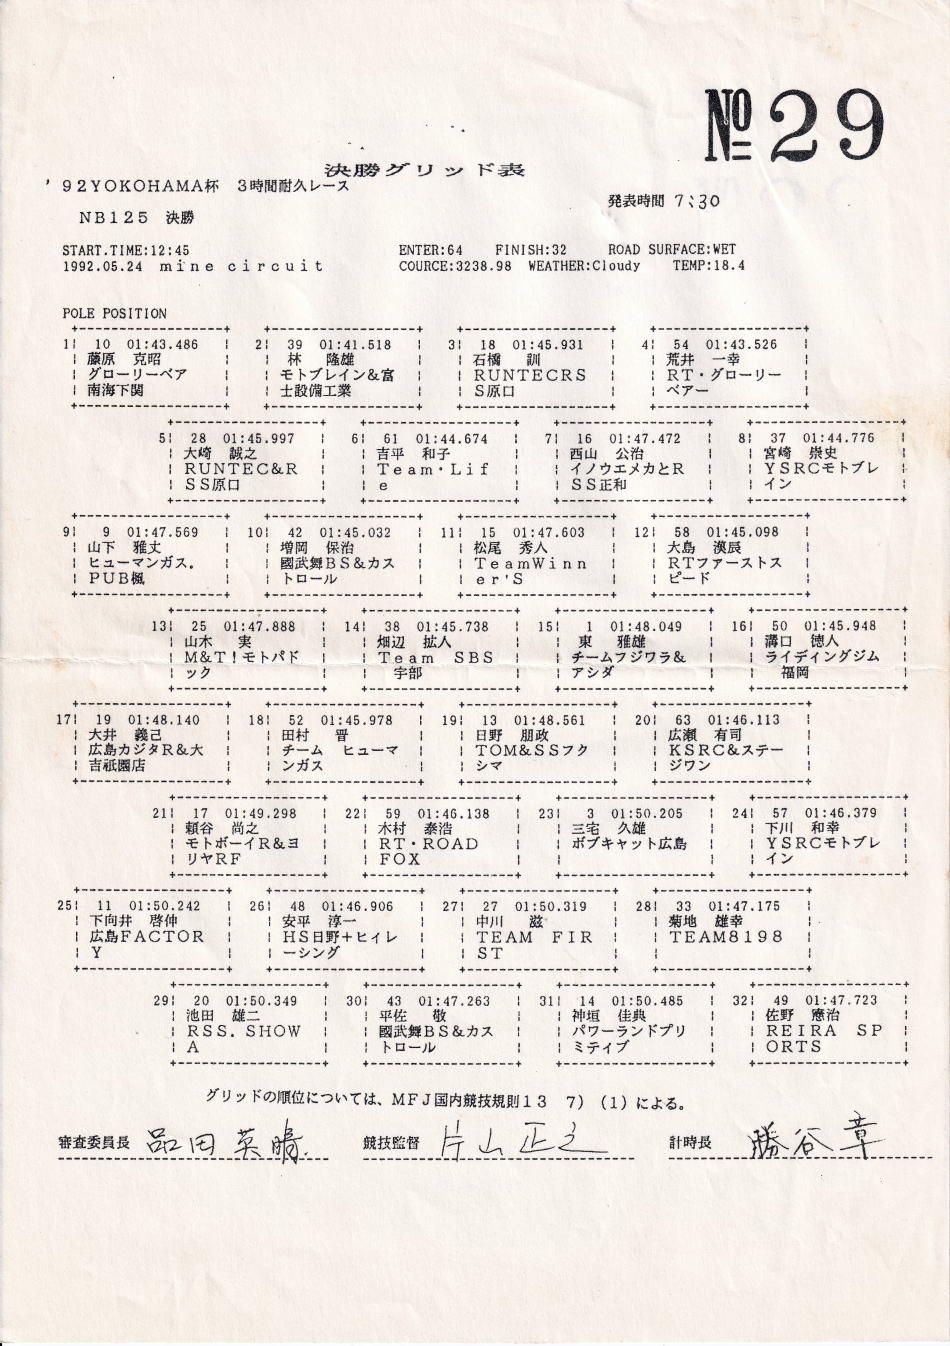 №29
決勝グリッド表
'92YOKOHAMA杯 3時間耐久レース
発表時間 7:30
NB125 決勝
START.TIME:12:45 ENTER:64 FINISH:32 ROAD SURFACE:WET
1992.05.24 mine circuit COURCE:3238.98 WEATHER:Cloudy TEMP:18.4
POLE POSITION
1| 10 01:43.486
藤原 克昭
グローリーベア
南海下関
2| 39 01:41.518
林 隆雄
モトブレイン&富
士設備工業
3| 18 01:45.931
石橋 訓
RUNTECRS
S原口
4| 54 01:43.526
荒井 一幸
RT・グローリー
ベアー
5| 28 01:45.997
大崎 誠之
RUNTEC&R
SS原口
6| 61 01:44.674
吉平 和子
Team・Lif
e
7| 16 01:47.472
西山 公治
イノウエメカとR
SS正和
8| 37 01:44.776
宮崎 崇史
YSRCモトブレ
イン
9| 9 01:47.569
山下 雅丈
ヒューマンガス.
PUB楓
10| 42 01:45.032
増岡 保治
國武舞BS&カス
トロール
11| 15 01:47.603
松尾 秀人
TeamWinn
er'S
12| 58 01:45.098
大島 漢辰
RTファーストス
ピード
13| 25 01:47.888
山木 実
M&T!モトパド
ック
14| 38 01:45.738
畑辺 拡人
Team SBS
宇部
15| 1 01:48.049
東 雅雄
チームフジワラ&
アシダ
16| 50 01:45.948
溝口 徳人
ライディングジム
福岡
17| 19 01:48.140
大井 義己
広島カジタR&大
吉祇園店
18| 52 01:45.978
田村 晋
チーム ヒューマ
ンガス
19| 13 01:48.561
日野 朋政
TOM&SSフク
シマ
20| 63 01:46.113
広瀬 有司
KSRC&ステー
ジワン
21| 17 01:49.298
頼谷 尚之
モトボーイR&ヨ
リヤRF
22| 59 01:46.138
木村 泰浩
RT・ROAD
FOX
23| 3 01:50.205
三宅 久雄
ボブキャット広島
24| 57 01:46.379
下川 和幸
YSRCモトブレ
イン
25| 11 01:50.242
下向井 啓伸
広島FACTOR
Y
26| 48 01:46.906
安平 淳一
HS日野+ヒイレ
ーシング
27| 27 01:50.319
中川 滋
TEAM FIR
ST
28| 33 01:47.175
菊地 雄幸
TEAM8198
29| 20 01:50.349
池田 雄二
RSS.SHOW
A
30| 43 01:47.263
平佐 敬
國武舞BS&カス
トロール
31| 14 01:50.485
神垣 佳典
パワーランドプリ
ミティブ
32| 49 01:47.723
佐野 憲治
REIRA SP
ORTS
グリッドの順位については、MFJ国内競技規則13 7) (1)による。
審査委員長 品田英晴 競技監督 片山正之 計時長 勝谷章